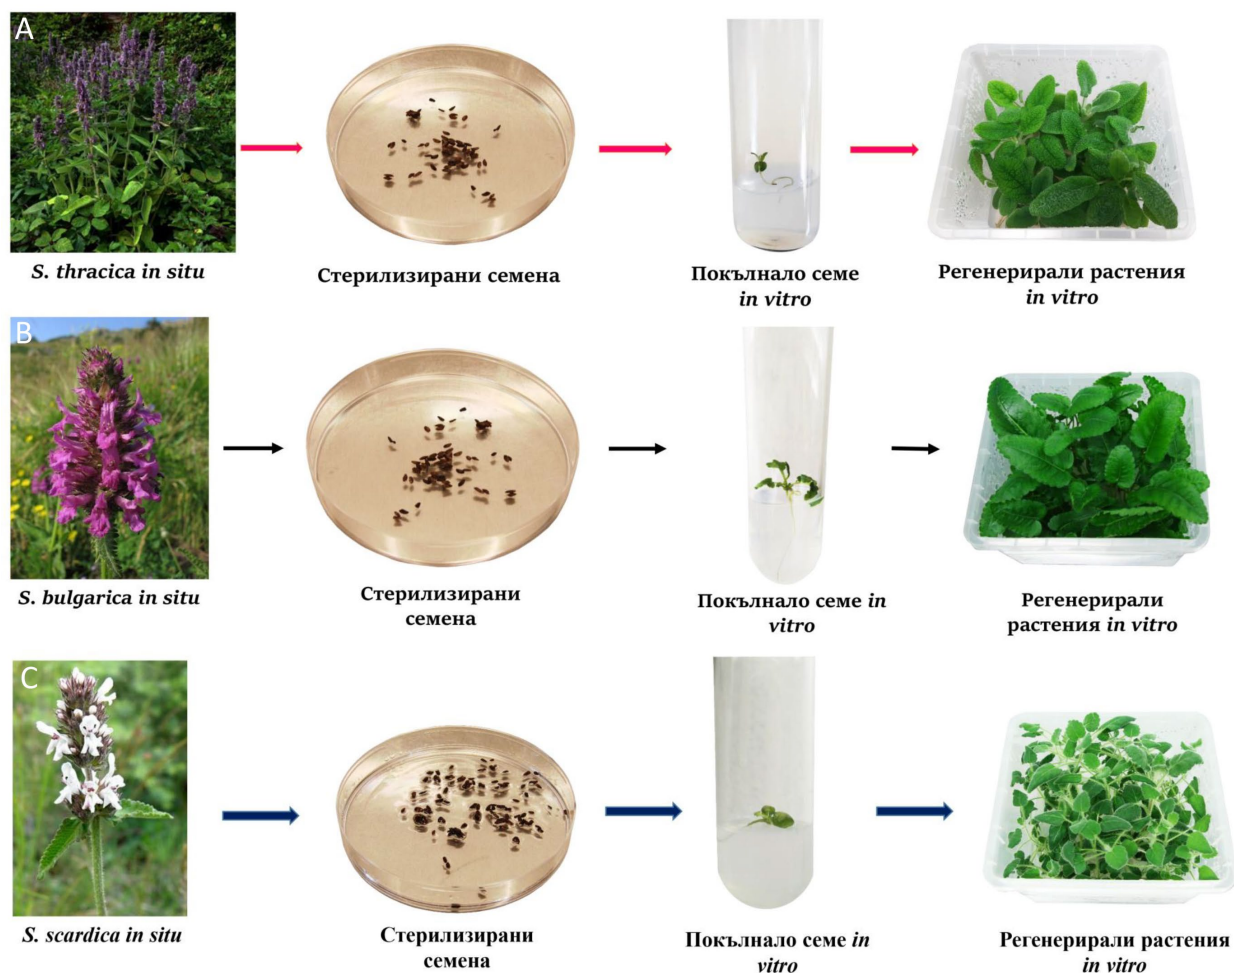 A
S. thracica in situ
Стерилизирани семена
Покълнало семе
in vitro
Регенерирали растения
in vitro
B
S. bulgarica in situ
Стерилизирани
семена
Покълнало семе in
vitro
Регенерирали
растения in vitro
C
S. scardica in situ
Стерилизирани
семена
Покълнало семе in
vitro
Регенерирали растения
in vitro